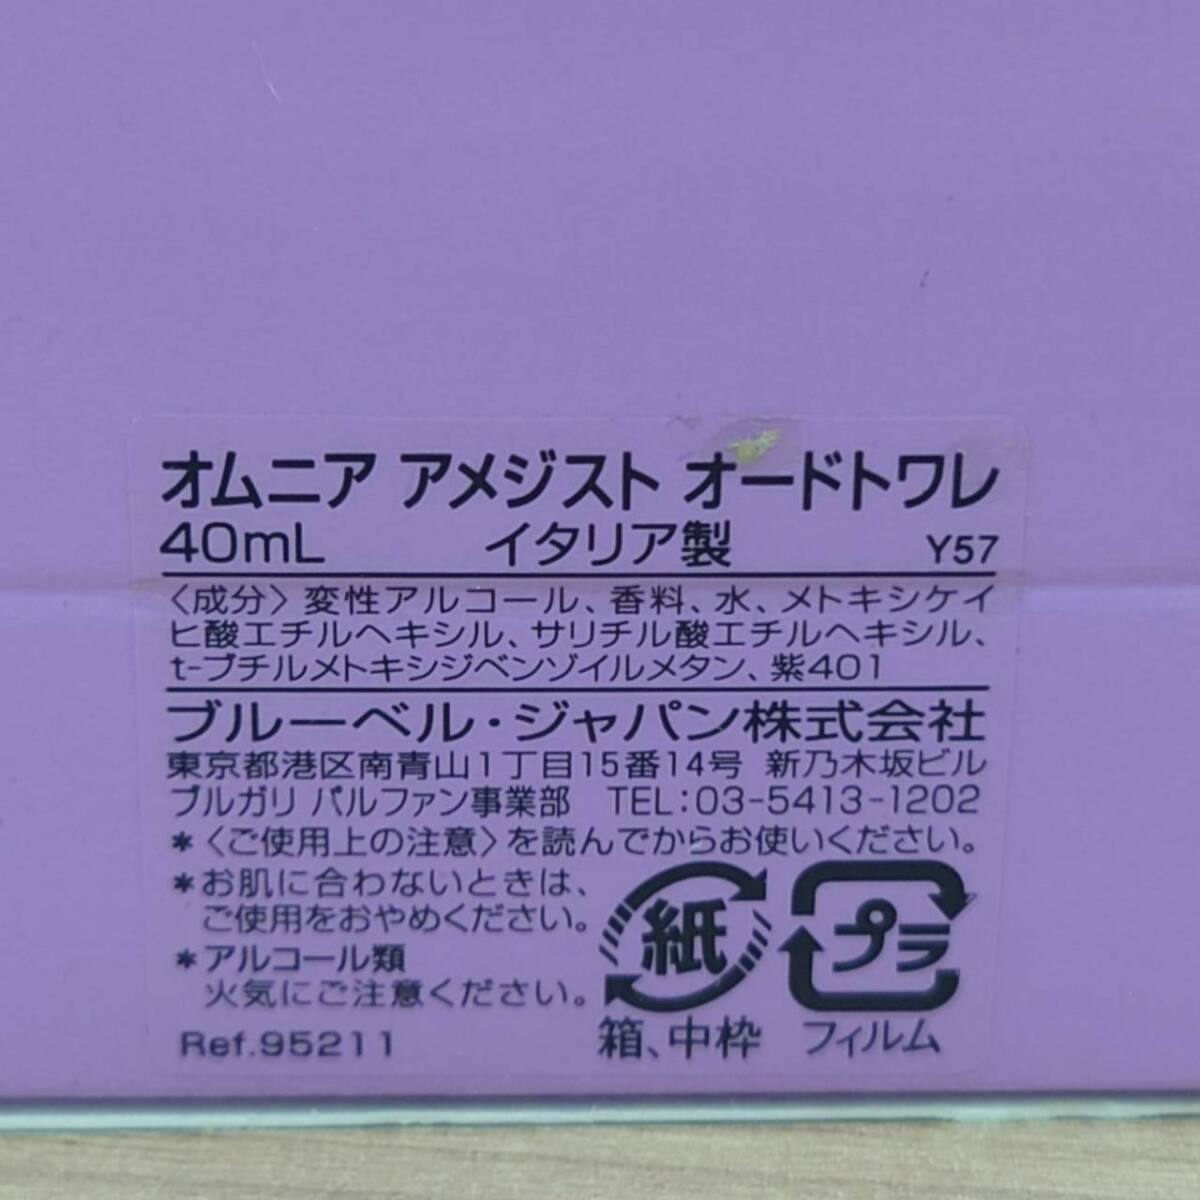 オムニア アメジスト オードトワレ
40mL イタリア製 Y57
〈成分〉変性アルコール、香料、水、メトキシケイ
ヒ酸エチルヘキシル、サリチル酸エチルヘキシル、
t-ブチルメトキシジベンゾイルメタン、紫401
ブルーベル・ジャパン株式会社
東京都港区南青山1丁目15番14号 新乃木坂ビル
ブルガリ パルファン事業部 TEL:03-5413-1202
*〈ご使用上の注意〉を読んでからお使いください。
*お肌に合わないときは、
ご使用をおやめください。
*アルコール類
火気にご注意ください。
Ref.95211
紙
箱、中枠
プラ
フィルム